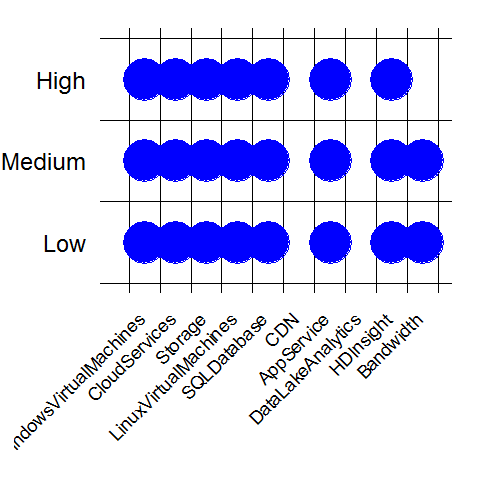 High
Medium
Low
ndowsVirtualMachines
CloudServices
Storage
LinuxVirtualMachines
SQLDatabase
CDN
AppService
DataLakeAnalytics
HDInsight
Bandwidth